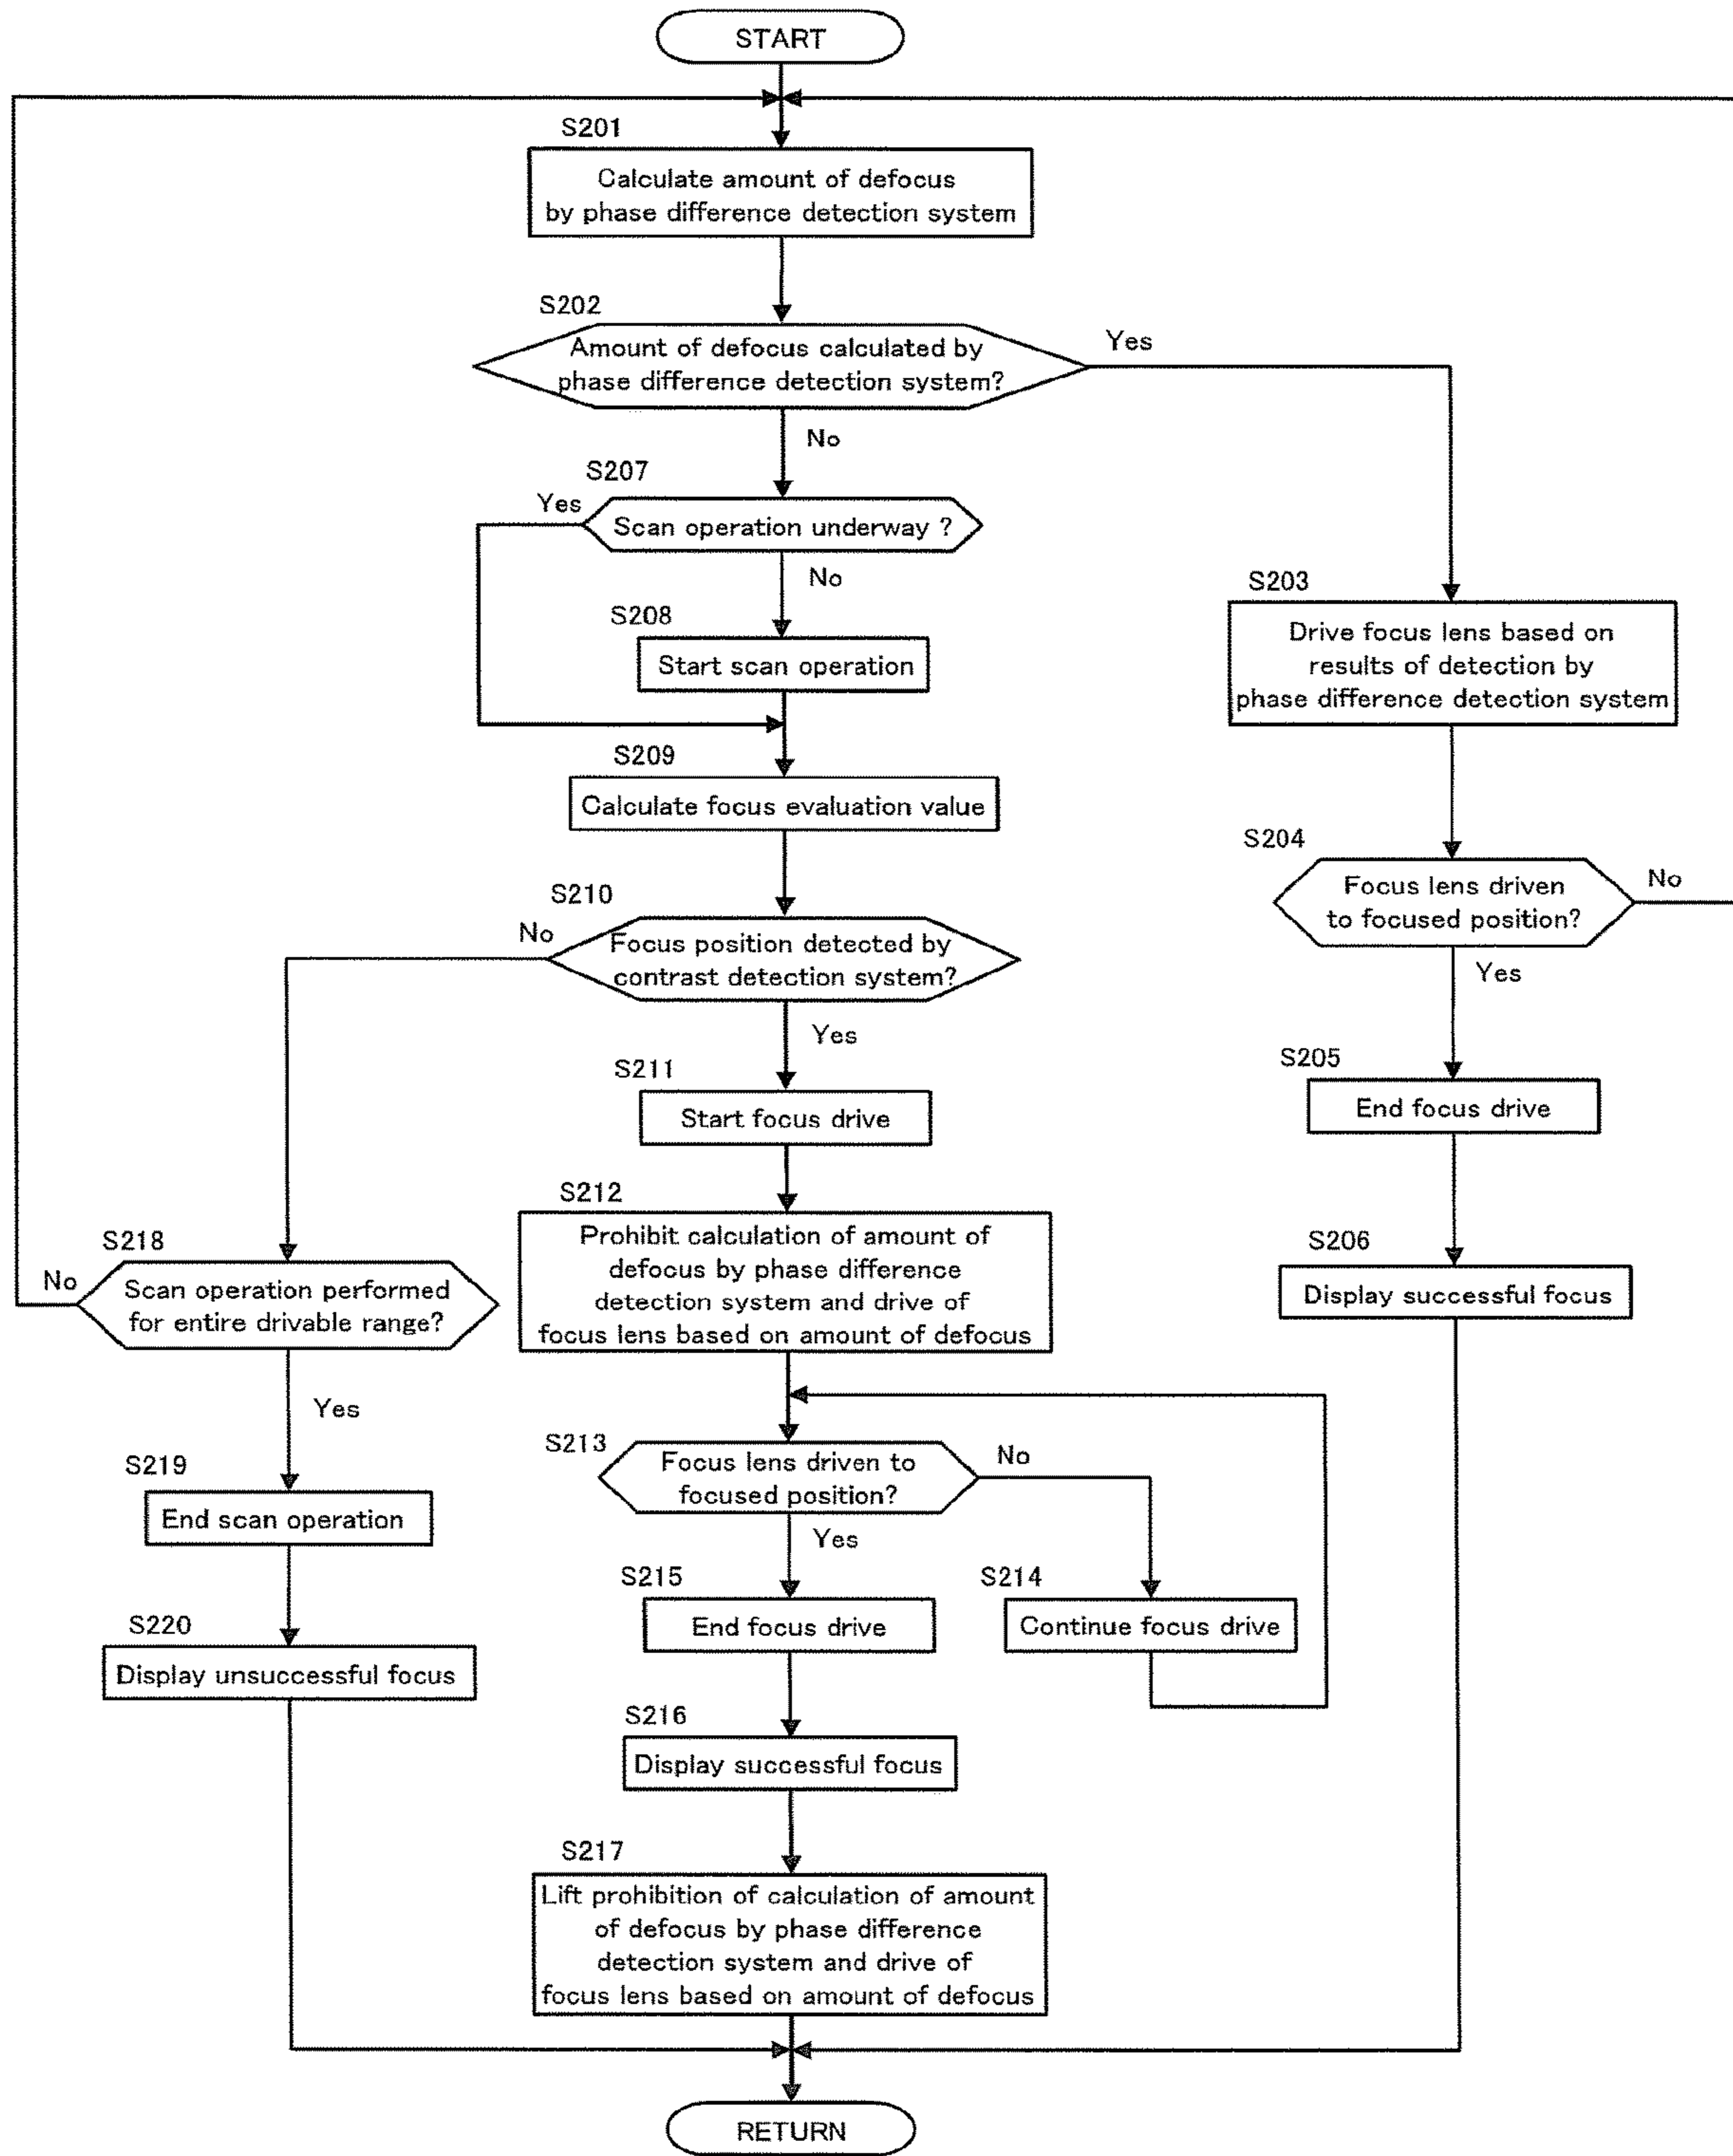 START
S201
Calculate amount of defocus
by phase difference detection system
S202
Amount of defocus calculated by
phase difference detection system?
Yes
No
S207
Yes
Scan operation underway ?
No
S208
Start scan operation
S203
Drive focus lens based on
results of detection by
phase difference detection system
S209
Calculate focus evaluation value
S204
Focus lens driven
to focused position?
No
Yes
S210
No
Focus position detected by
contrast detection system?
Yes
S211
Start focus drive
S205
End focus drive
S212
Prohibit calculation of amount of
defocus by phase difference
detection system and drive of
focus lens based on amount of defocus
S206
Display successful focus
S218
No
Scan operation performed
for entire drivable range?
Yes
S213
Focus lens driven to
focused position?
No
Yes
S219
End scan operation
S215
End focus drive
S214
Continue focus drive
S220
Display unsuccessful focus
S216
Display successful focus
S217
Lift prohibition of calculation of amount
of defocus by phase difference
detection system and drive of
focus lens based on amount of defocus
RETURN